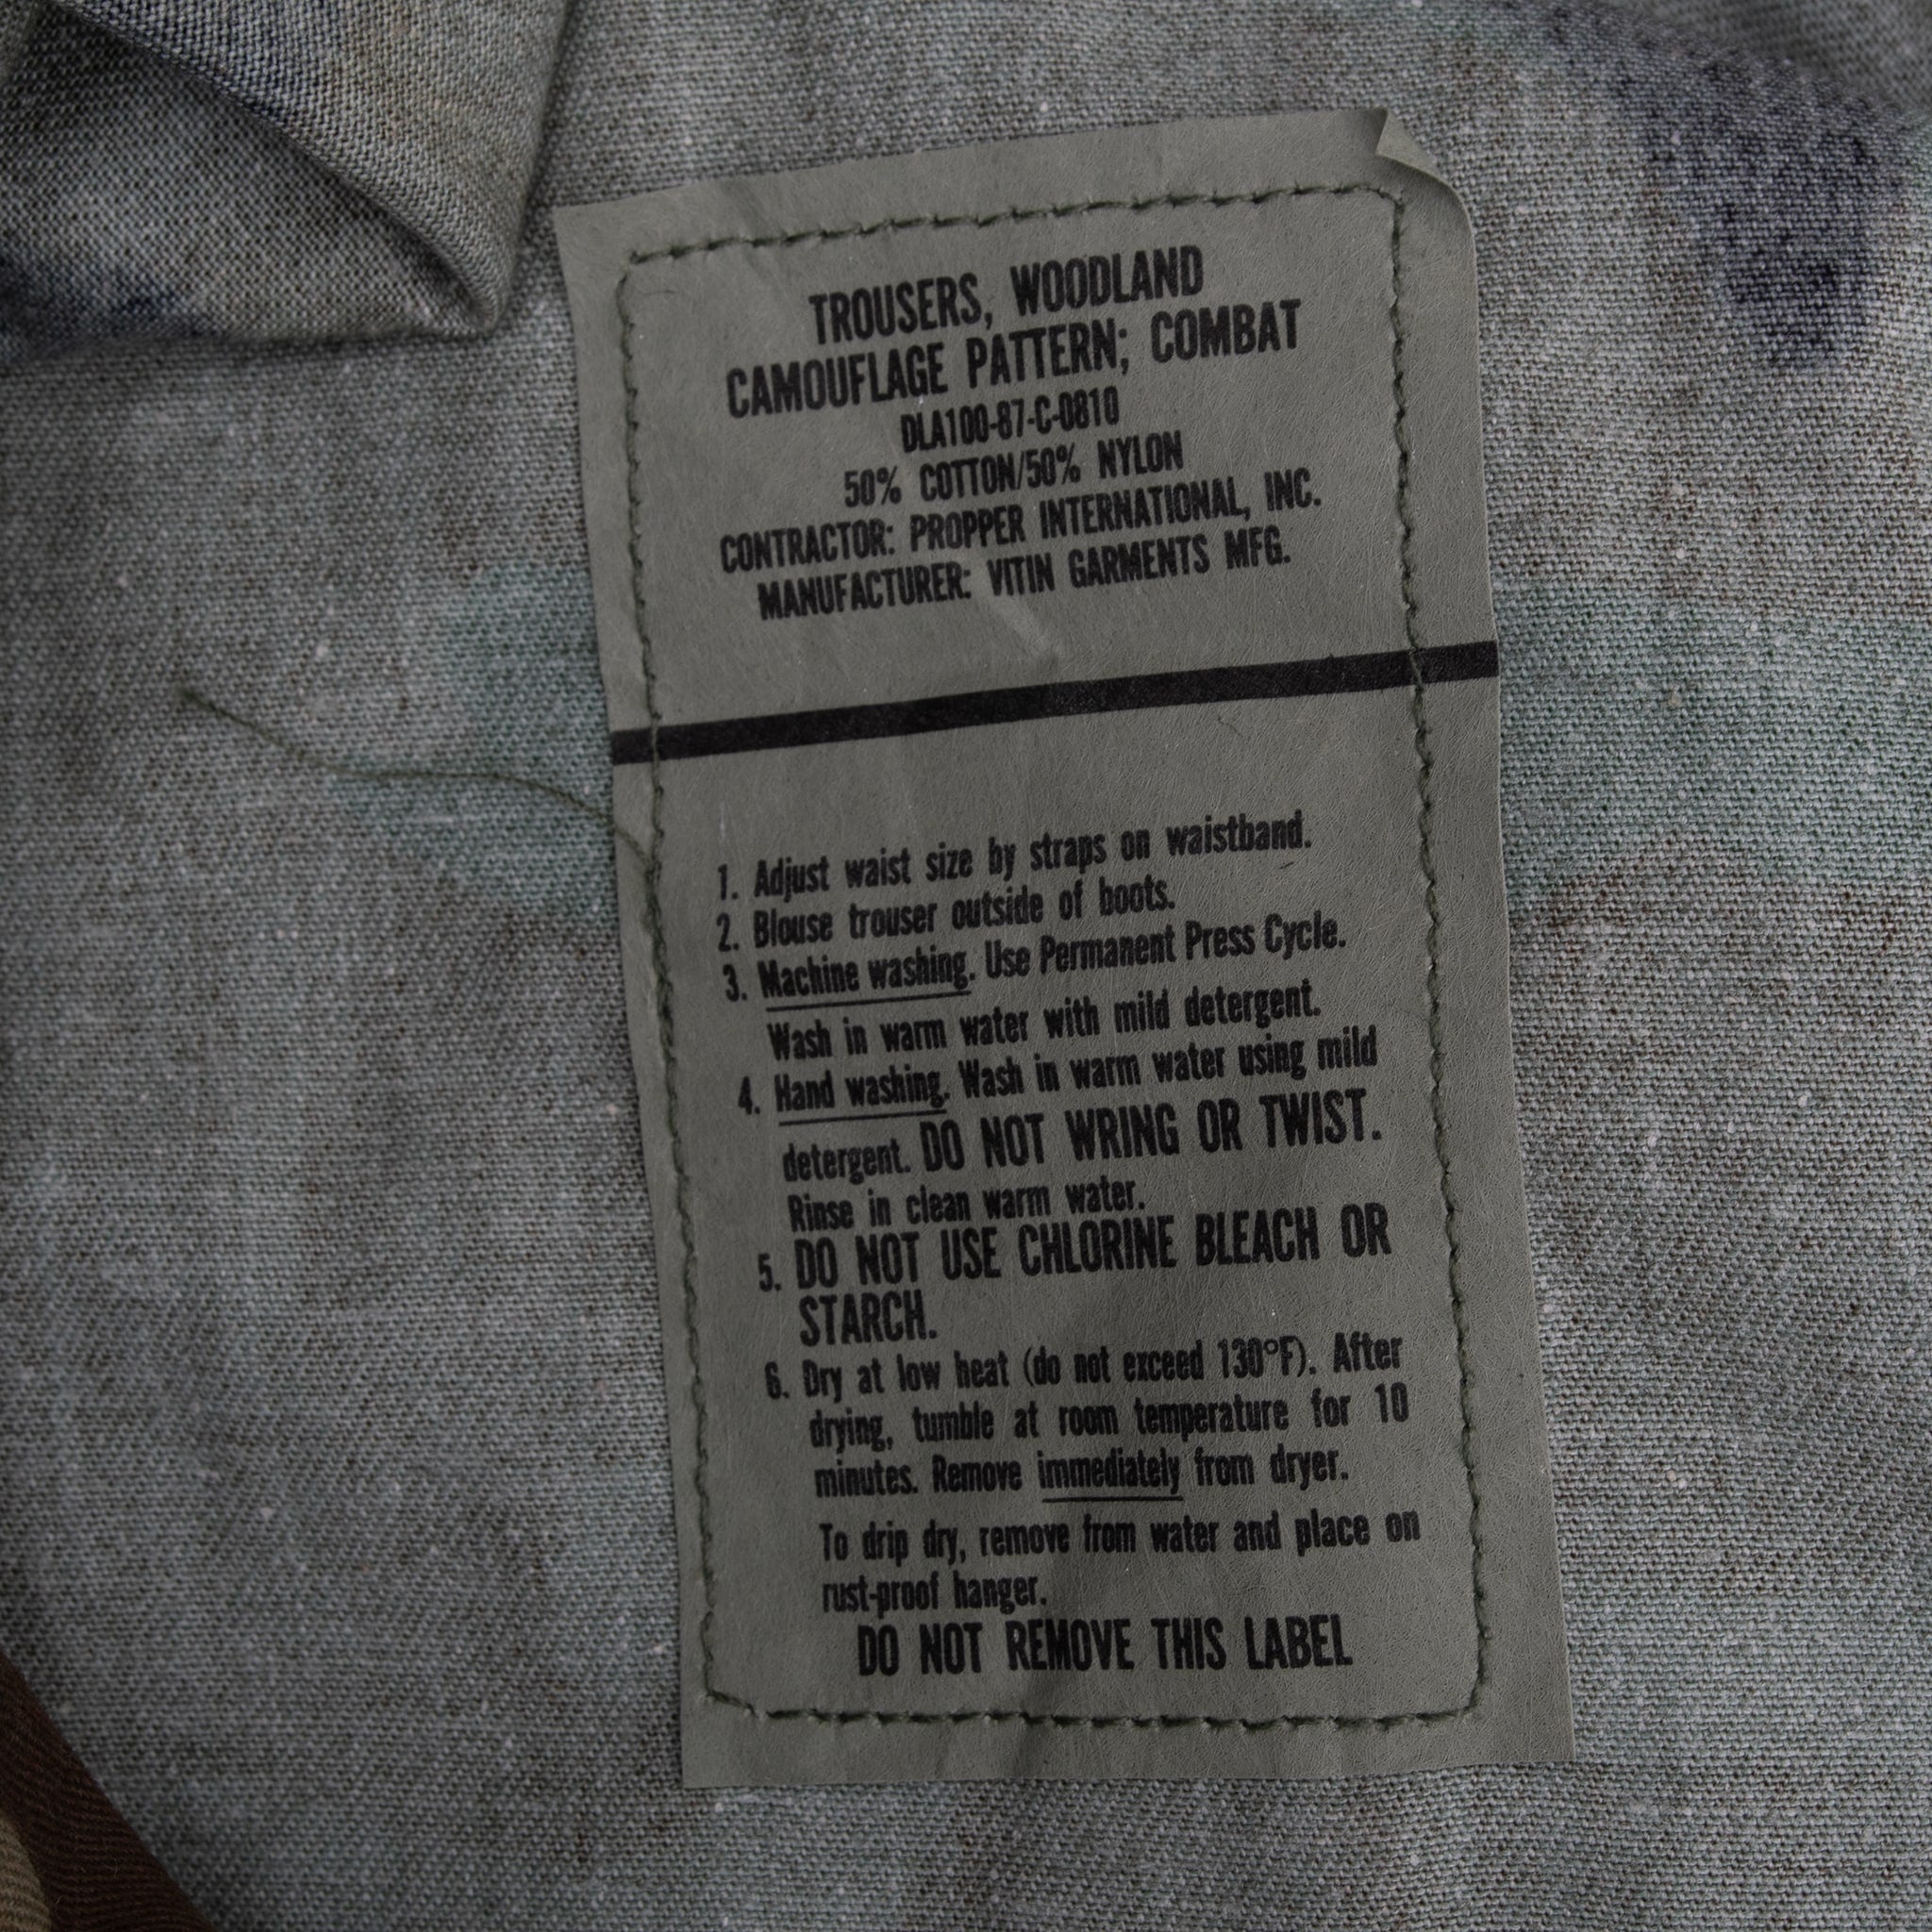 TROUSERS, WOODLAND
CAMOUFLAGE PATTERN; COMBAT
DLA100-87-C-0810
50% COTTON/50% NYLON
CONTRACTOR: PROPPER INTERNATIONAL, INC.
MANUFACTURER: VITIN GARMENTS MFG.
1. Adjust waist size by straps on waistband.
2. Blouse trouser outside of boots.
3. Machine washing. Use Permanent Press Cycle.
Wash in warm water with mild detergent.
4. Hand washing. Wash in warm water using mild
detergent. DO NOT WRING OR TWIST.
Rinse in clean warm water.
5. DO NOT USE CHLORINE BLEACH OR
STARCH.
6. Dry at low heat (do not exceed 130°F). After
drying, tumble at room temperature for 10
minutes. Remove immediately from dryer.
To drip dry, remove from water and place on
rust-proof hanger.
DO NOT REMOVE THIS LABEL